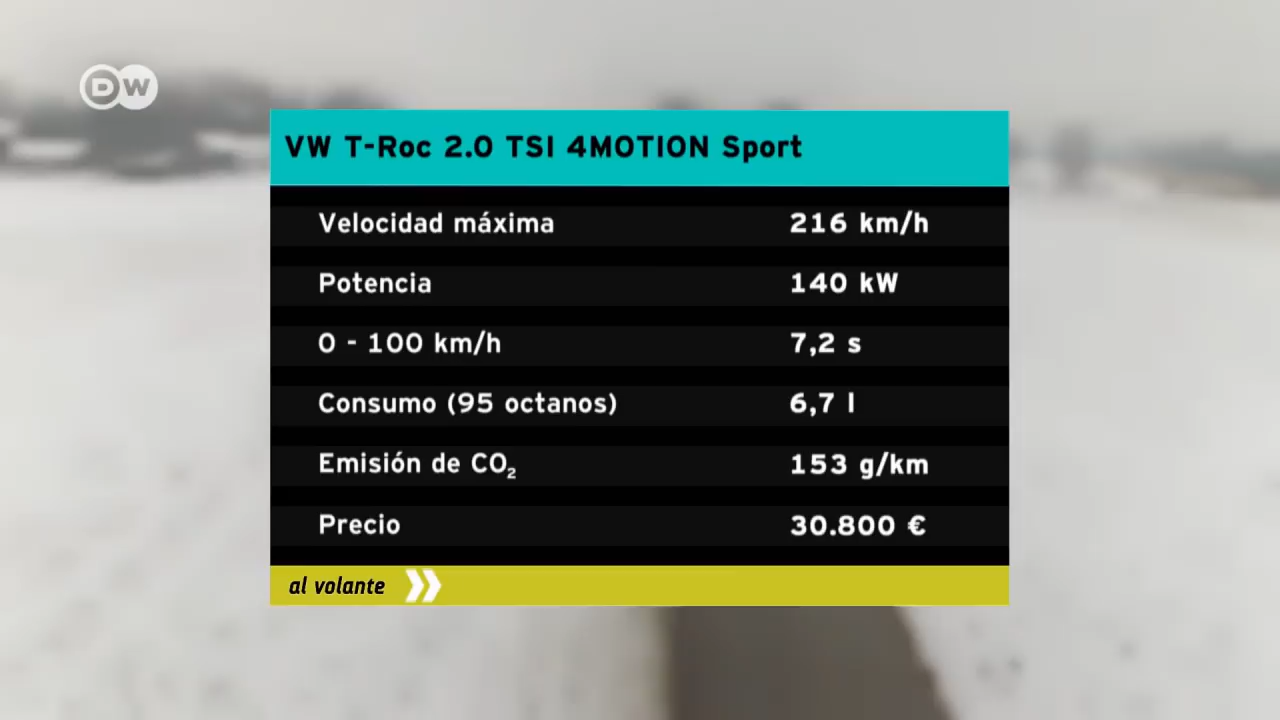 DW
VW T-Roc 2.0 TSI 4MOTION Sport
Velocidad máxima 216 km/h
Potencia 140 kW
0 - 100 km/h 7,2 s
Consumo (95 octanos) 6,7 l
Emisión de CO₂ 153 g/km
Precio 30.800 €
al volante